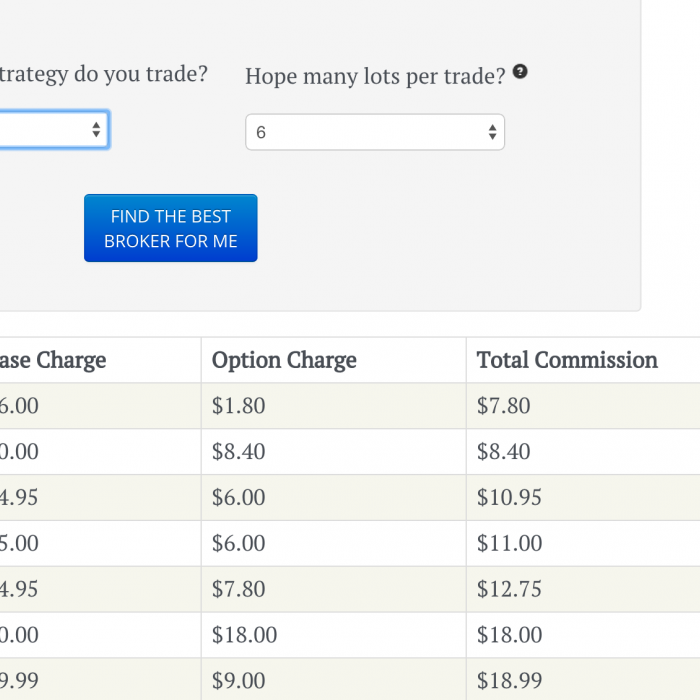 trategy do you trade?
Hope many lots per trade? ?
6
FIND THE BEST
BROKER FOR ME
ase Charge Option Charge Total Commission
6.00 $1.80 $7.80
0.00 $8.40 $8.40
4.95 $6.00 $10.95
5.00 $6.00 $11.00
4.95 $7.80 $12.75
0.00 $18.00 $18.00
9.99 $9.00 $18.99